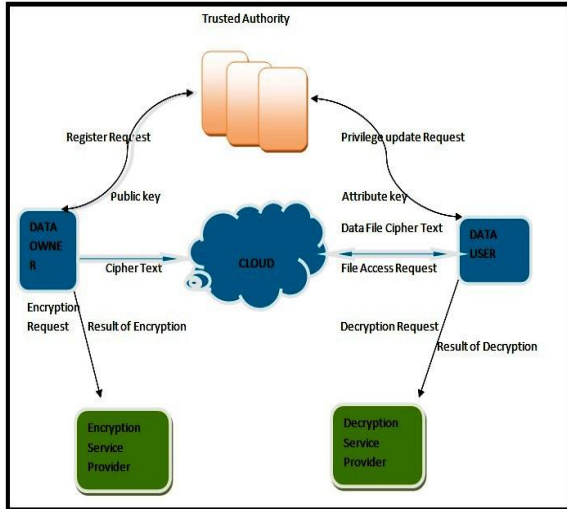 Trusted Authority
Register Request
Privilege update Request
Public key
Attribute key
DATA
OWNE
R
Cipher Text
CLOUD
Data File Cipher Text
File Access Request
DATA
USER
Encryption
Request
Result of Encryption
Decryption Request
Result of Decryption
Encryption
Service
Provider
Decryption
Service
Provider